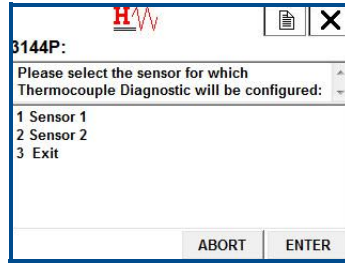 H
3144P:
Please select the sensor for which
Thermocouple Diagnostic will be configured:
1 Sensor 1
2 Sensor 2
3 Exit
ABORT ENTER